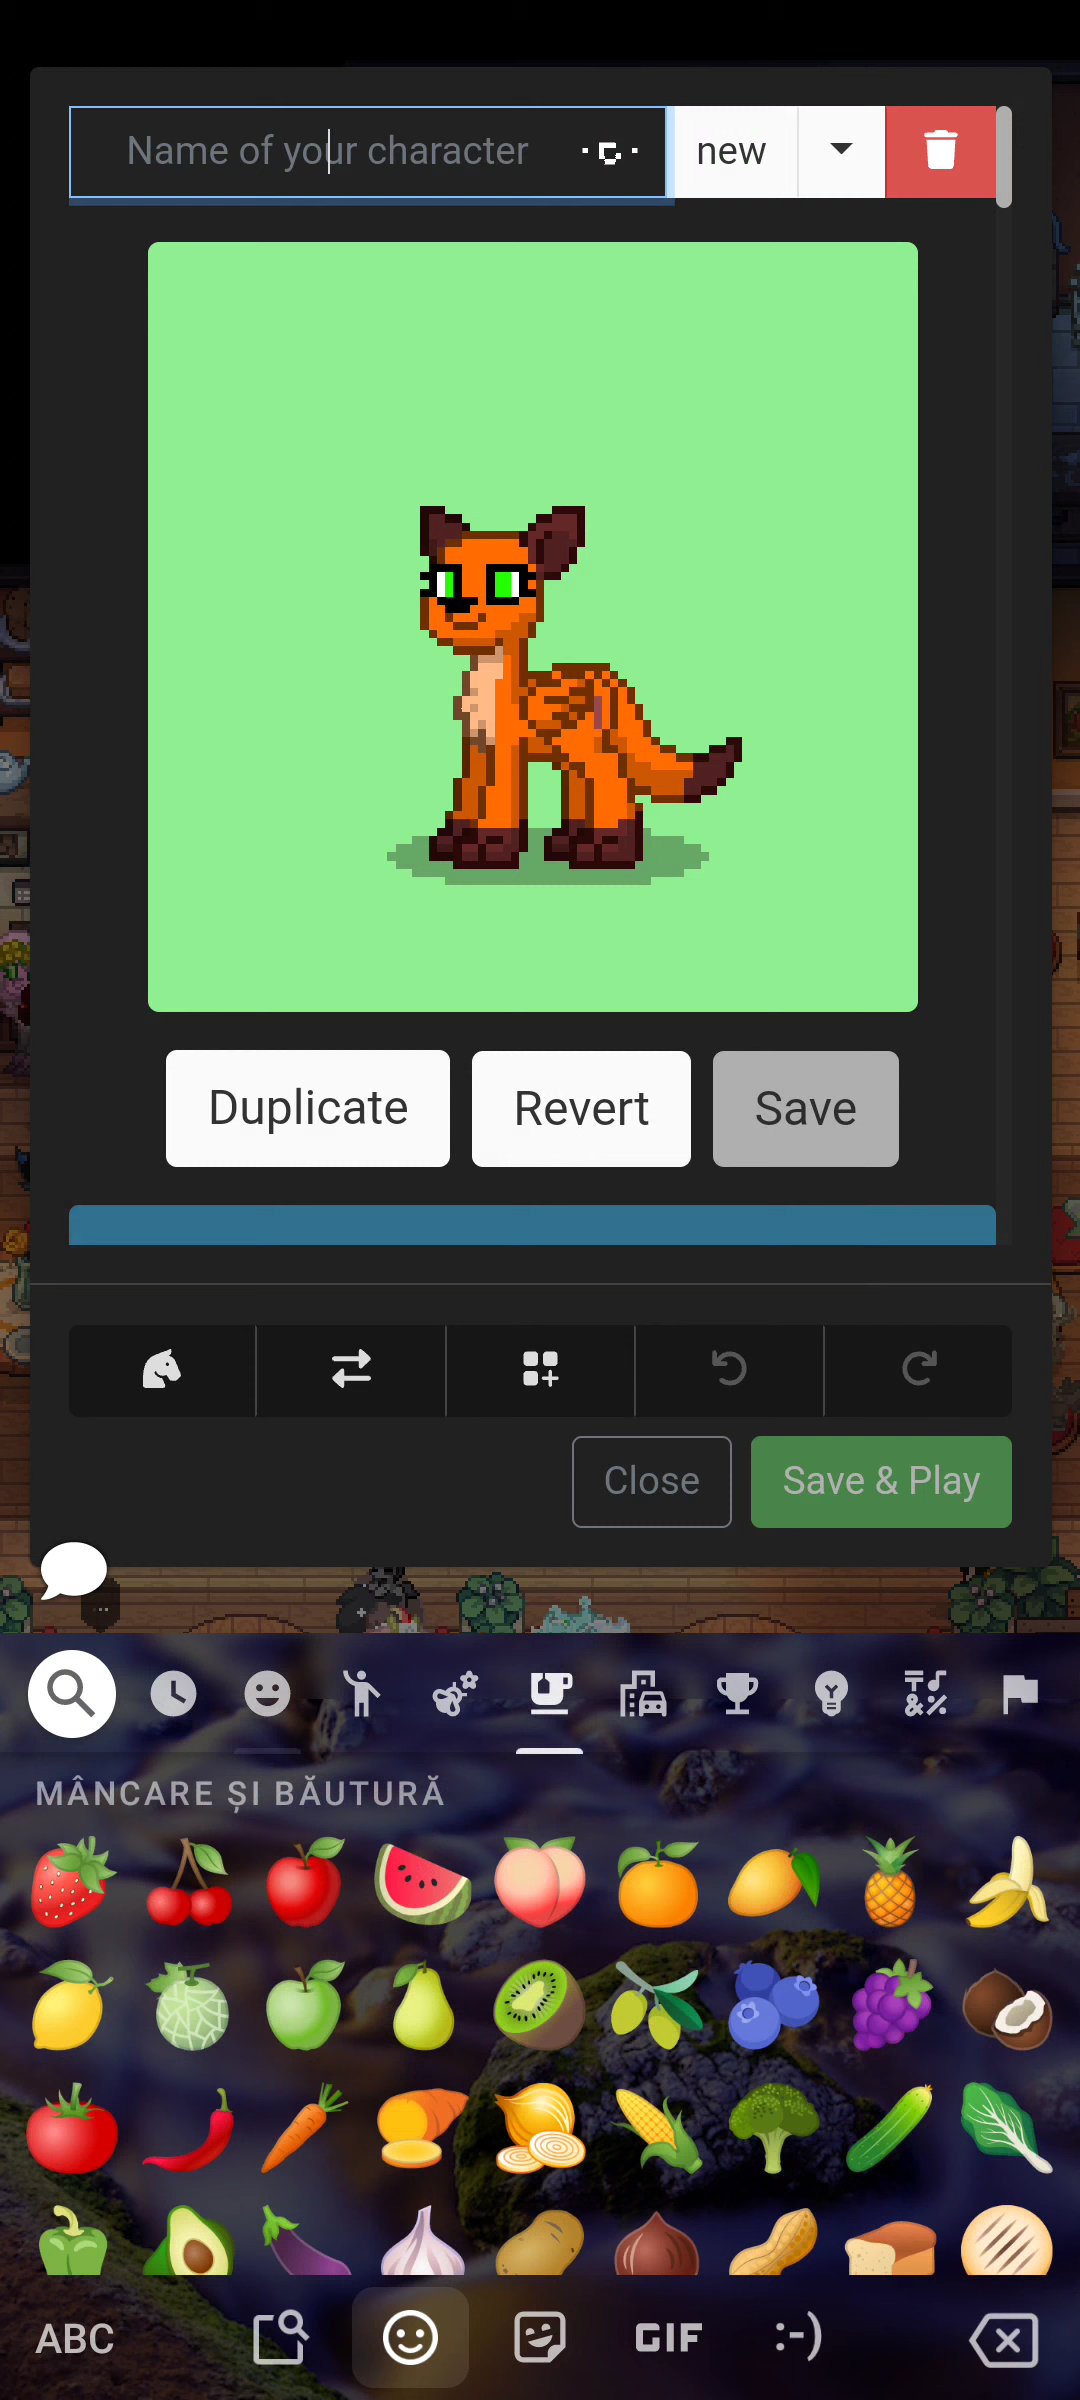 Name of your character
new
Duplicate
Revert
Save
Close
Save & Play
MÂNCARE ȘI BĂUTURĂ
ABC
GIF
:-)